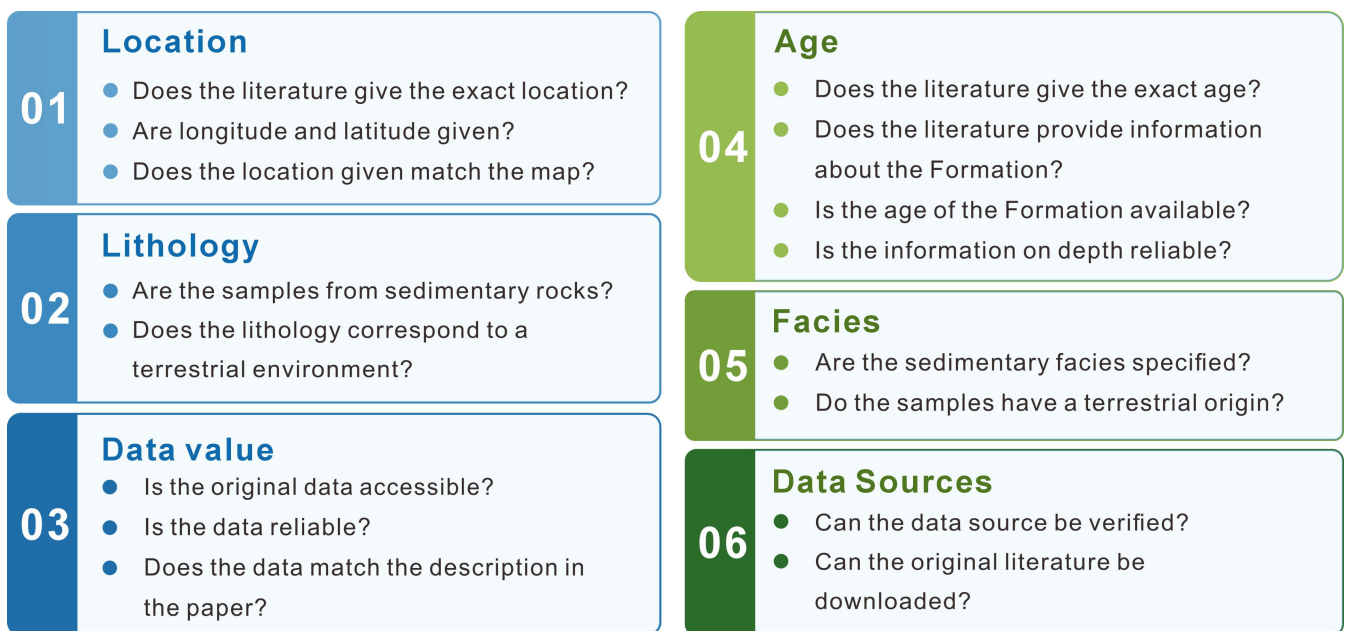 01
Location
Does the literature give the exact location?
Are longitude and latitude given?
Does the location given match the map?
02
Lithology
Are the samples from sedimentary rocks?
Does the lithology correspond to a
terrestrial environment?
03
Data value
Is the original data accessible?
Is the data reliable?
Does the data match the description in
the paper?
04
Age
Does the literature give the exact age?
Does the literature provide information
about the Formation?
Is the age of the Formation available?
Is the information on depth reliable?
05
Facies
Are the sedimentary facies specified?
Do the samples have a terrestrial origin?
06
Data Sources
Can the data source be verified?
Can the original literature be
downloaded?